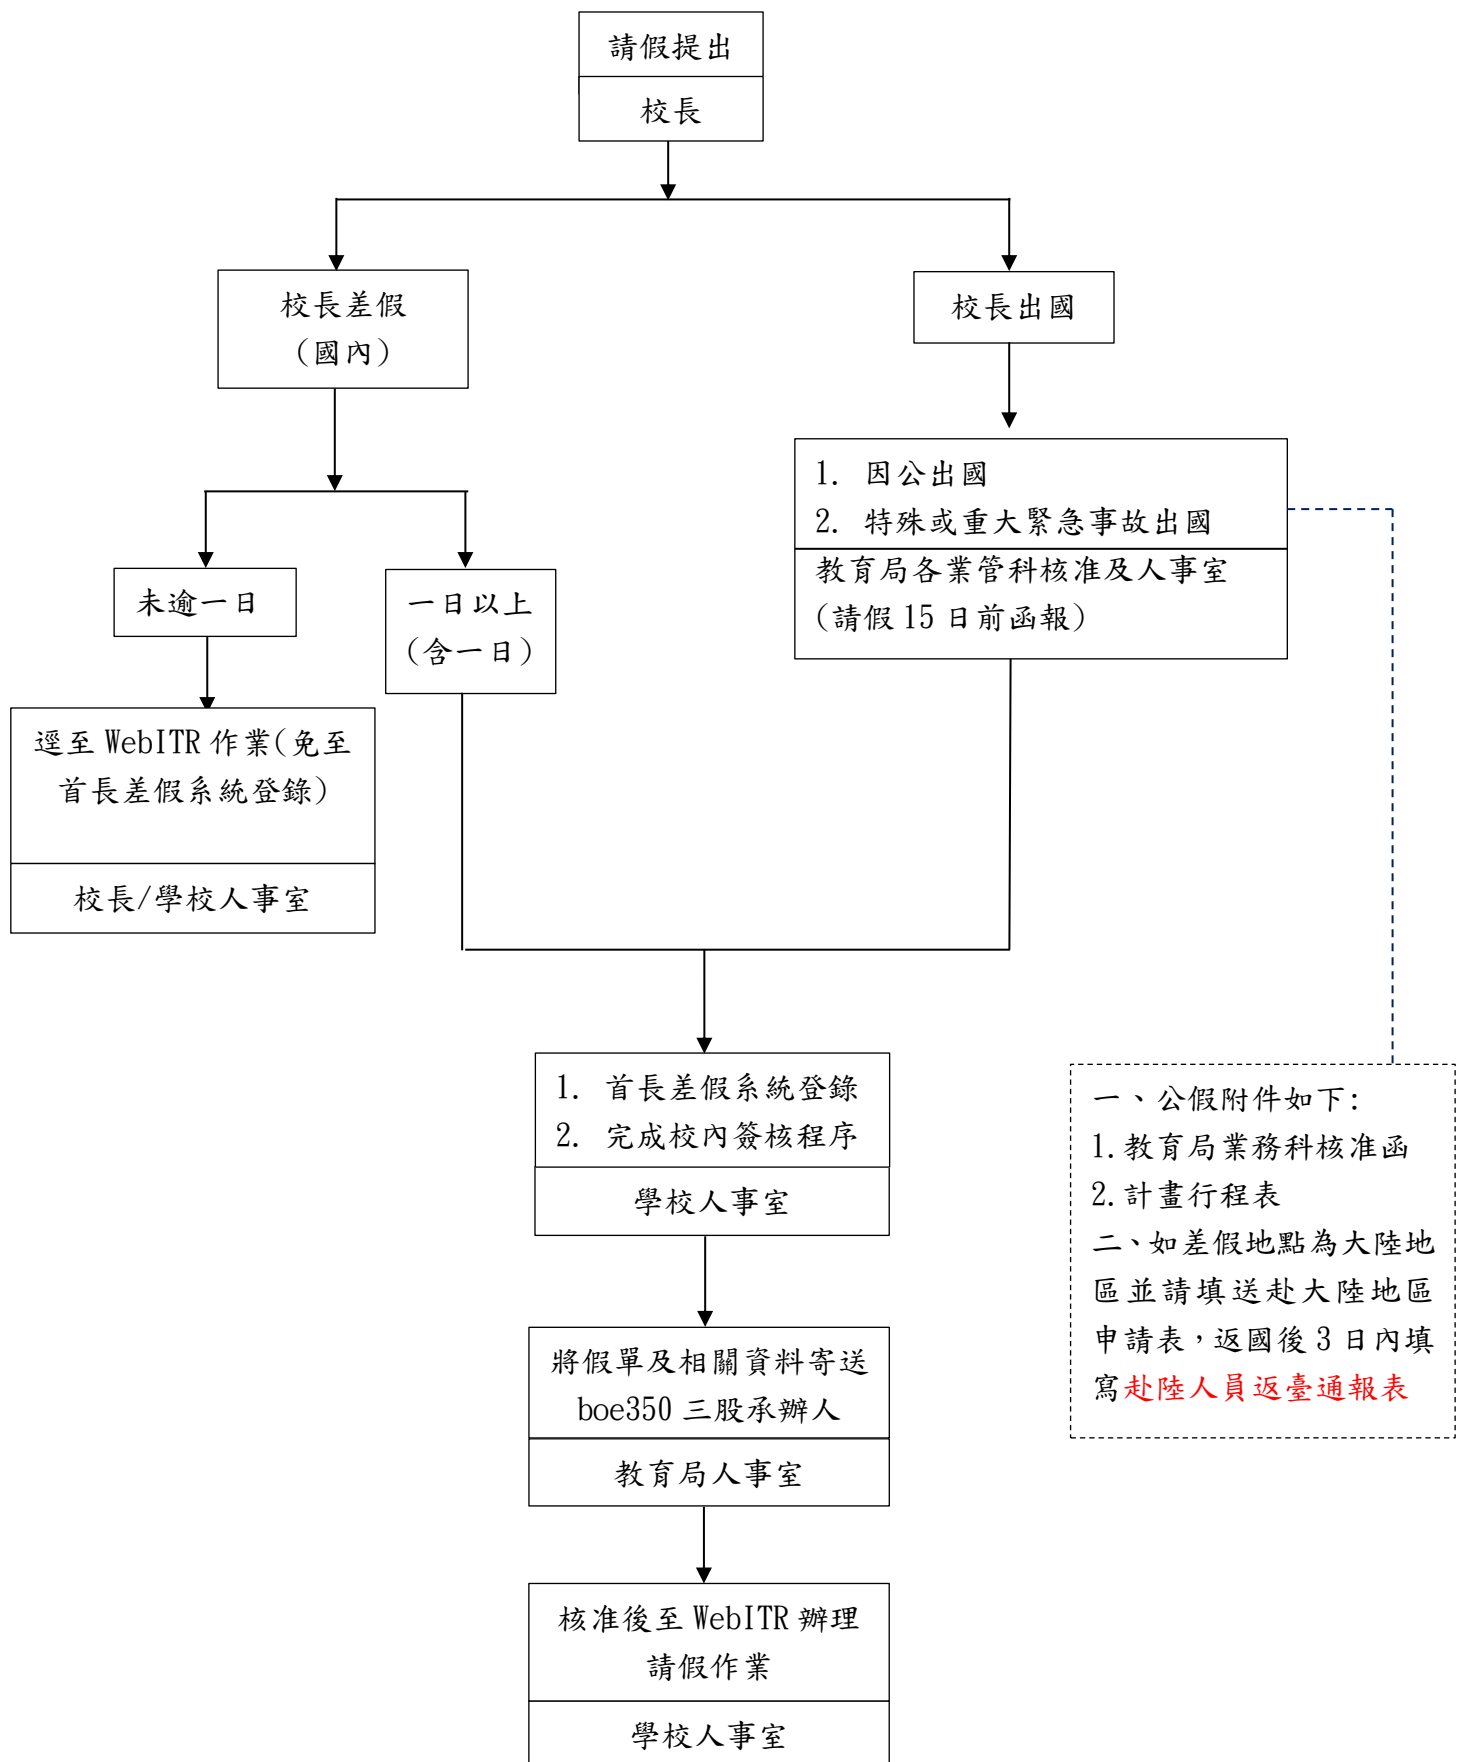 請假提出
校長
校長差假
(國內)
校長出國
1. 因公出國
2. 特殊或重大緊急事故出國
教育局各業管科核准及人事室
(請假 15 日前函報)
未逾一日
一日以上
(含一日)
逕至 WebITR 作業(免至
首長差假系統登錄)
校長/學校人事室
1. 首長差假系統登錄
2. 完成校內簽核程序
學校人事室
一、公假附件如下:
1.教育局業務科核准函
2.計畫行程表
二、如差假地點為大陸地
區並請填送赴大陸地區
申請表，返國後 3 日內填
寫赴陸人員返臺通報表
將假單及相關資料寄送
boe350 三股承辦人
教育局人事室
核准後至 WebITR 辦理
請假作業
學校人事室